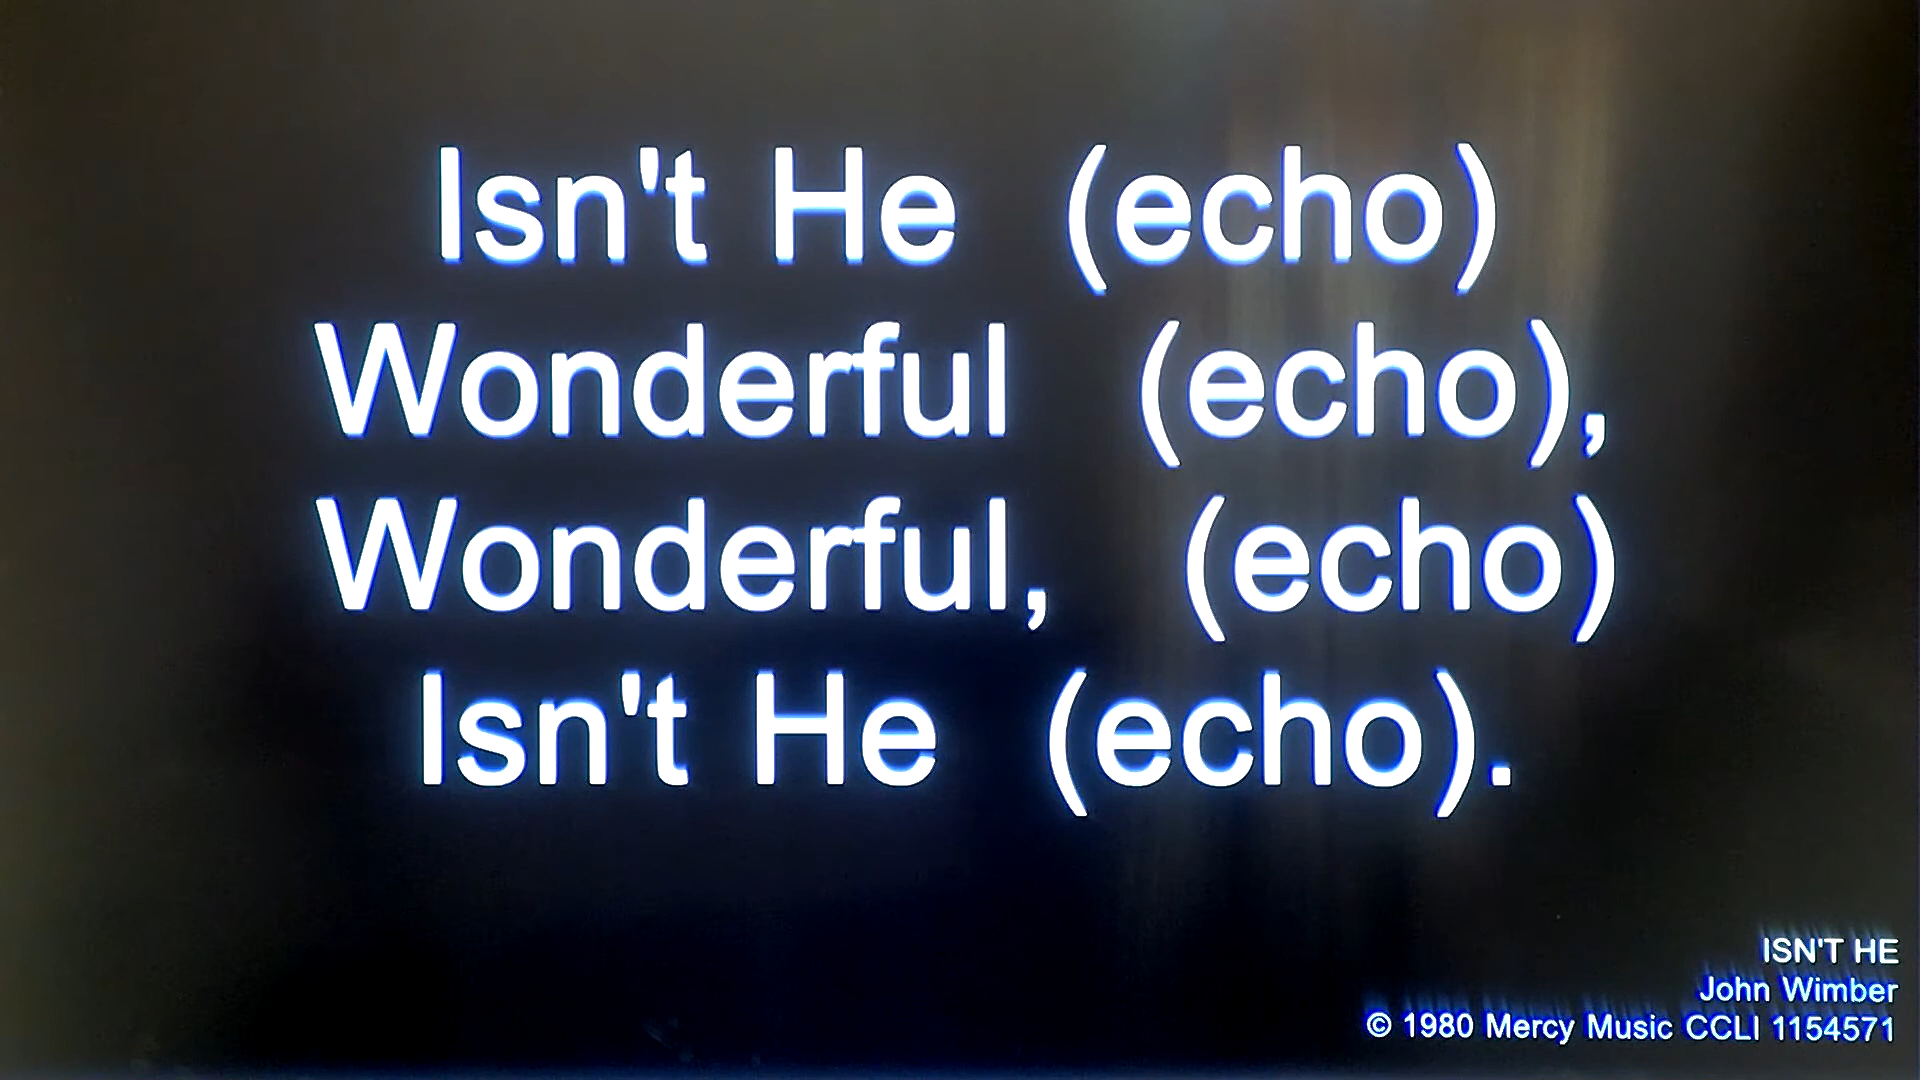 Isn't He (echo)
Wonderful (echo),
Wonderful, (echo)
Isn't He (echo).
ISN'T HE
John Wimber
© 1980 Mercy Music CCLI 1154571